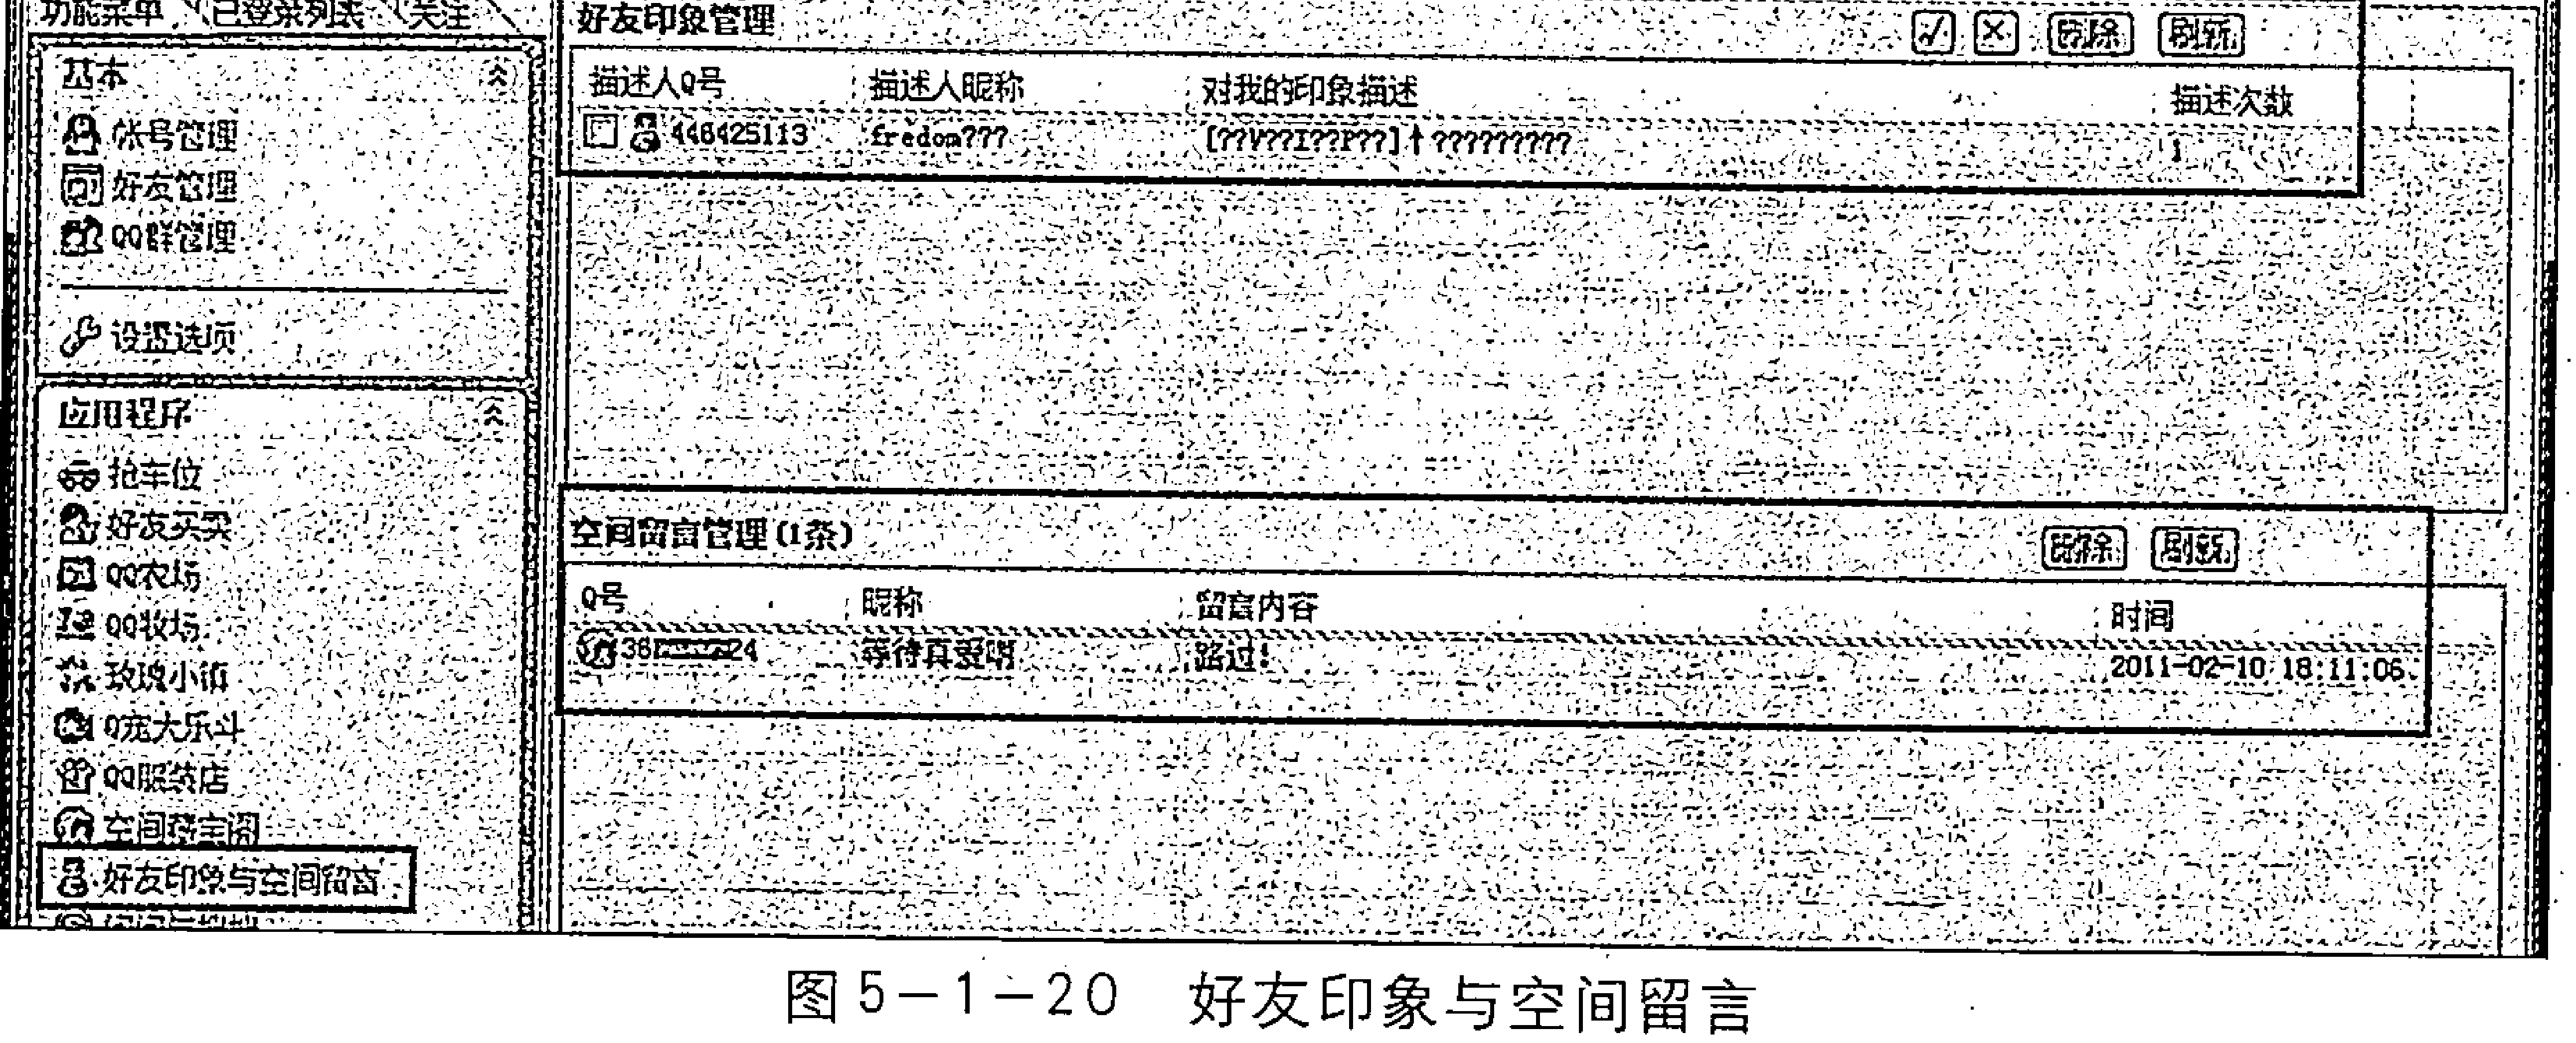 功能菜单 已登录列表 关注
基本
帐号管理
好友管理
QQ群管理
设置选项
应用程序
抢车位
好友买卖
QQ农场
QQ牧场
玫瑰小镇
Q宠大乐斗
QQ服装店
好友印象与空间留言
好友印象管理 删除 刷新
描述人Q号 描述人昵称 对我的印象描述 描述次数
446425113 fredom??? [??V??I??P??]↑????????? 1
空间留言管理(1条) 删除 刷新
Q号 昵称 留言内容 时间
36 24 等待真爱明 路过! 2011-02-10 18:11:06
图5-1-20 好友印象与空间留言